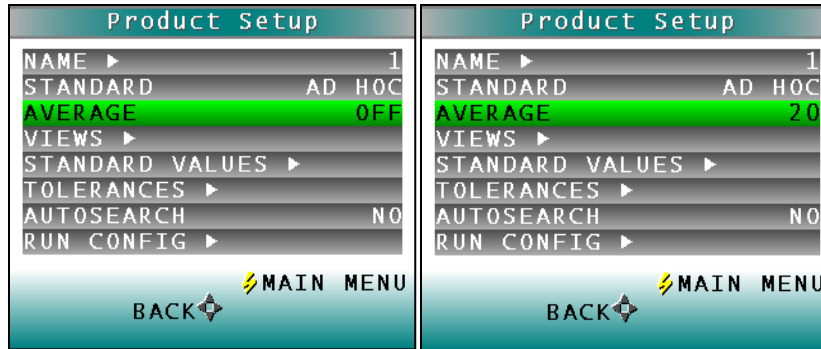 Product Setup
NAME ▶ 1
STANDARD AD HOC
AVERAGE OFF
VIEWS ▶
STANDARD VALUES ▶
TOLERANCES ▶
AUTOSEARCH NO
RUN CONFIG ▶
MAIN MENU
BACK
Product Setup
NAME ▶ 1
STANDARD AD HOC
AVERAGE 20
VIEWS ▶
STANDARD VALUES ▶
TOLERANCES ▶
AUTOSEARCH NO
RUN CONFIG ▶
MAIN MENU
BACK